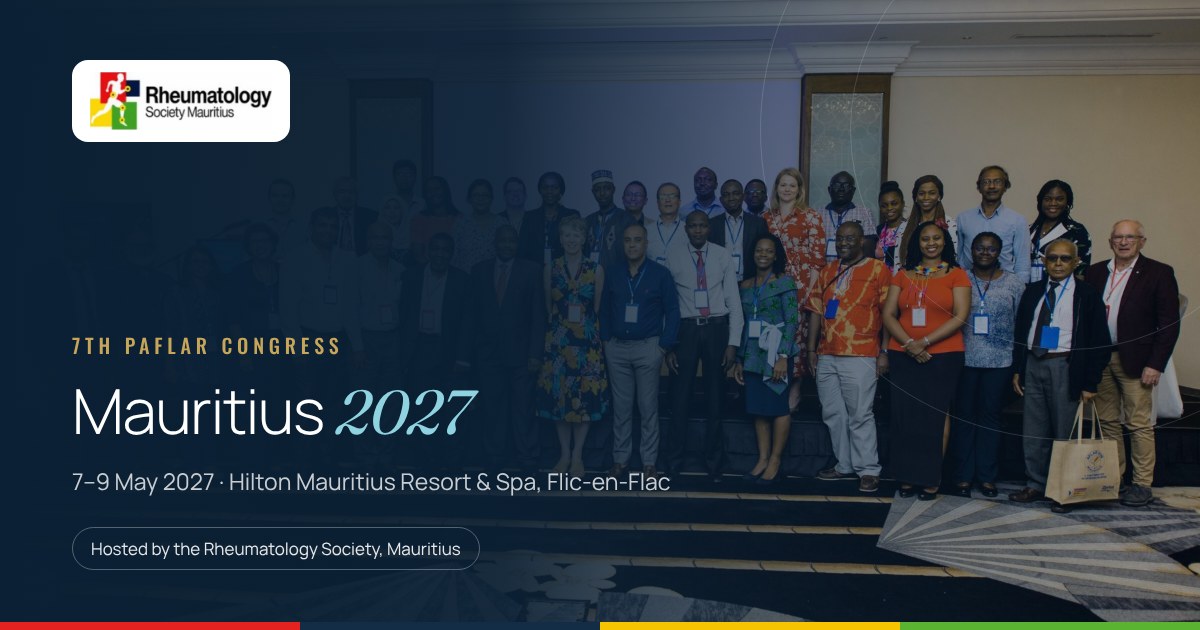 Rheumatology
Society Mauritius
7TH PAFLAR CONGRESS
Mauritius 2027
7–9 May 2027 · Hilton Mauritius Resort & Spa, Flic-en-Flac
Hosted by the Rheumatology Society, Mauritius